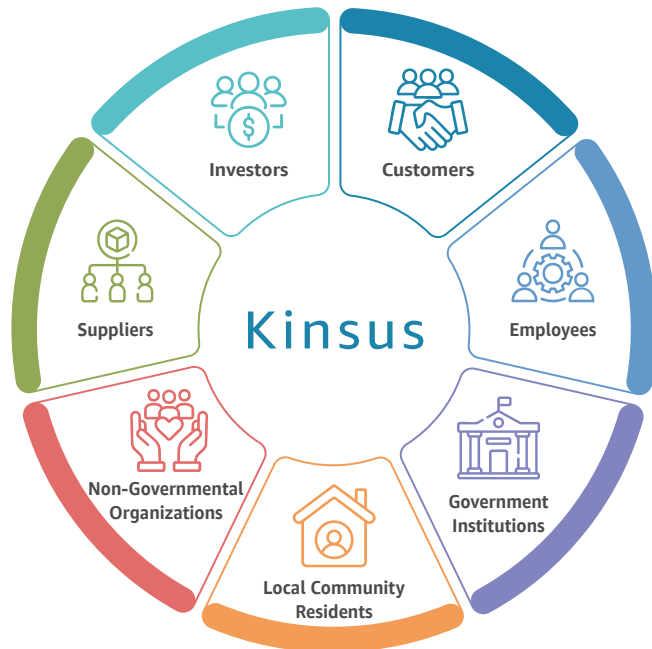 Investors
Customers
Suppliers
Kinsus
Employees
Non-Governmental
Organizations
Government
Institutions
Local Community
Residents
$